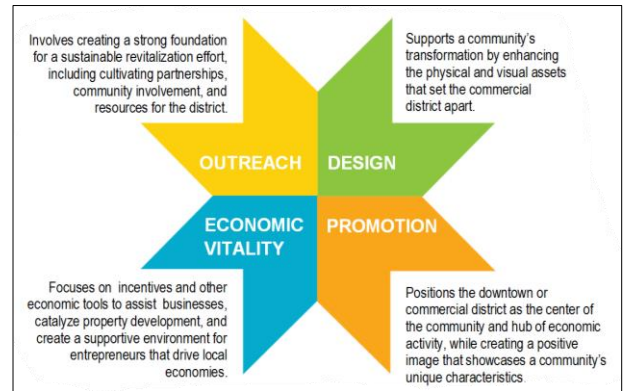 Involves creating a strong foundation
for a sustainable revitalization effort,
including cultivating partnerships,
community involvement, and
resources for the district.
Supports a community's
transformation by enhancing
the physical and visual assets
that set the commercial
district apart.
OUTREACH
DESIGN
ECONOMIC
VITALITY
PROMOTION
Focuses on incentives and other
economic tools to assist businesses,
catalyze property development, and
create a supportive environment for
entrepreneurs that drive local
economies.
Positions the downtown or
commercial district as the center of
the community and hub of economic
activity, while creating a positive
image that showcases a community's
unique characteristics.